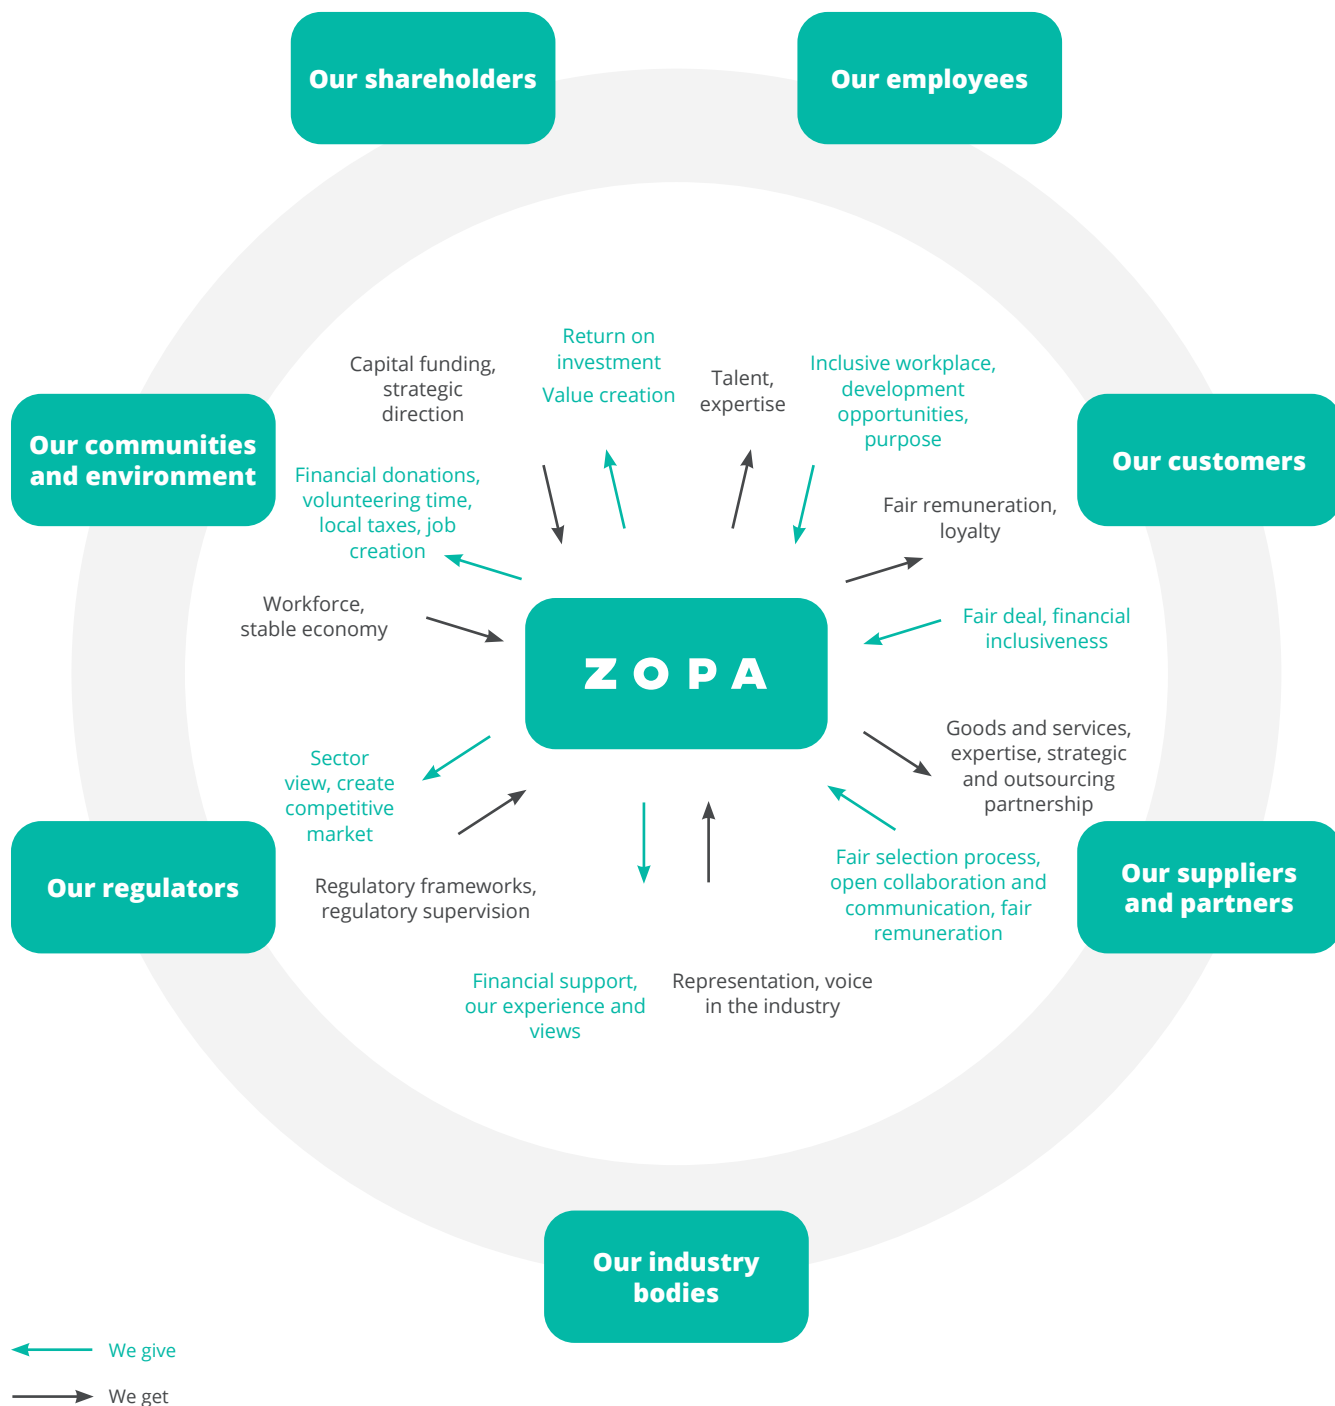 Our shareholders
Our employees
Return on
investment
Value creation
Capital funding,
strategic
direction
Talent,
expertise
Inclusive workplace,
development
opportunities,
purpose
Our communities
and environment
Our customers
Financial donations,
volunteering time,
local taxes, job
creation
Fair remuneration,
loyalty
Workforce,
stable economy
Fair deal, financial
inclusiveness
ZOPA
Sector
view, create
competitive
market
Goods and services,
expertise, strategic
and outsourcing
partnership
Our regulators
Regulatory frameworks,
regulatory supervision
Fair selection process,
open collaboration and
communication, fair
remuneration
Our suppliers
and partners
Financial support,
our experience and
views
Representation, voice
in the industry
Our industry
bodies
We give
We get